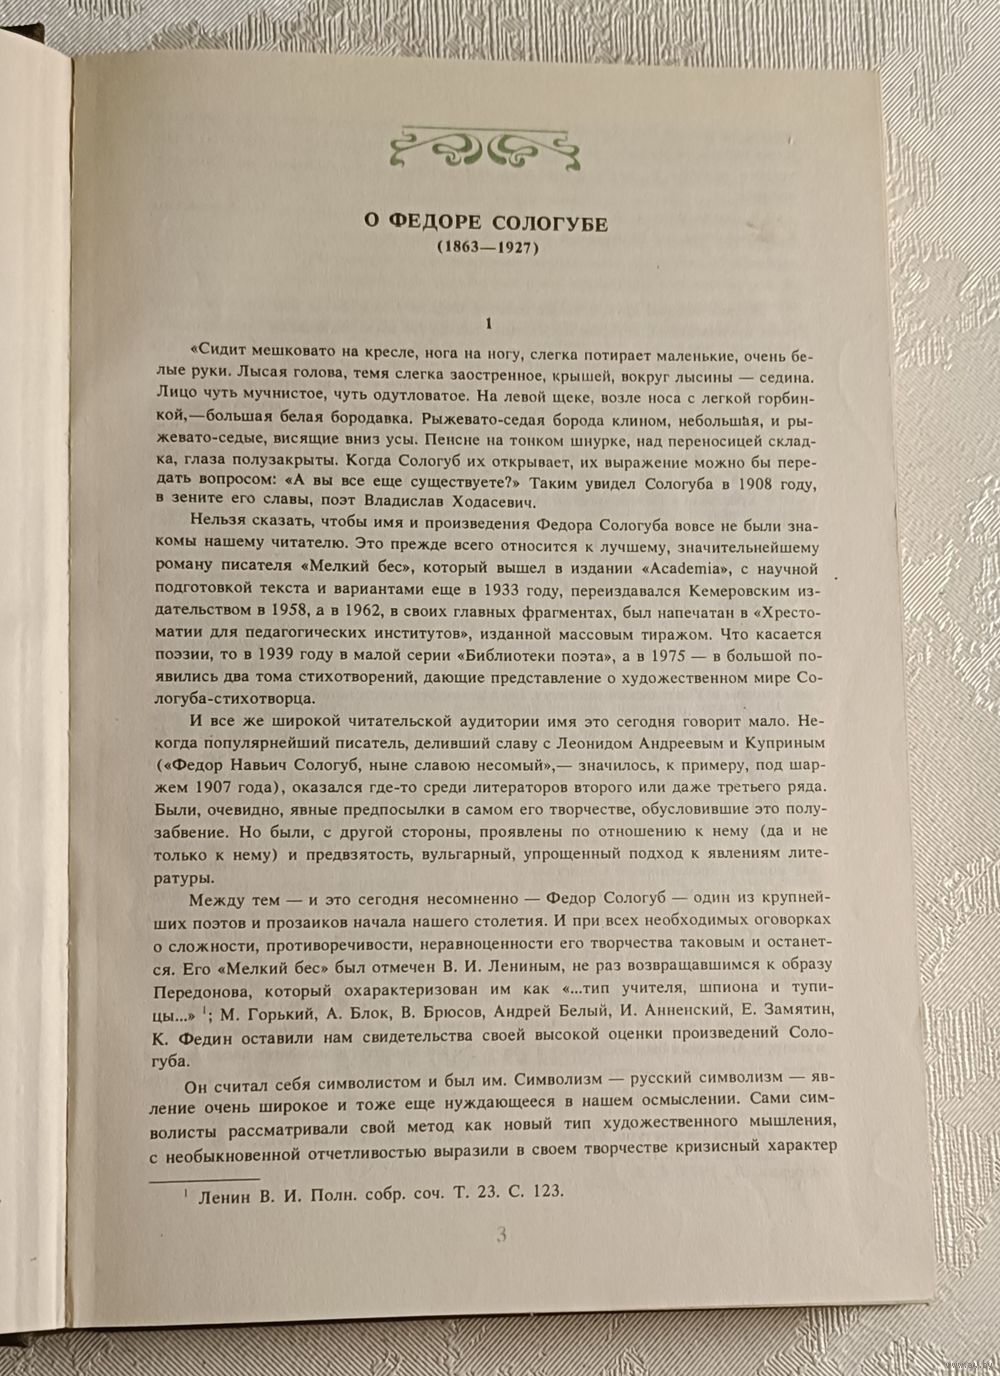 О ФЕДОРЕ СОЛОГУБЕ
(1863—1927)
1
«Сидит мешковато на кресле, нога на ногу, слегка потирает маленькие, очень бе-
лые руки. Лысая голова, темя слегка заостренное, крышей, вокруг лысины — седина.
Лицо чуть мучнистое, чуть одутловатое. На левой щеке, возле носа с легкой горбин-
кой,—большая белая бородавка. Рыжевато-седая борода клином, небольшая, и ры-
жевато-седые, висящие вниз усы. Пенсне на тонком шнурке, над переносицей склад-
ка, глаза полузакрыты. Когда Сологуб их открывает, их выражение можно бы пере-
дать вопросом: «А вы все еще существуете?» Таким увидел Сологуба в 1908 году,
в зените его славы, поэт Владислав Ходасевич.
Нельзя сказать, чтобы имя и произведения Федора Сологуба вовсе не были зна-
комы нашему читателю. Это прежде всего относится к лучшему, значительнейшему
роману писателя «Мелкий бес», который вышел в издании «Academia», с научной
подготовкой текста и вариантами еще в 1933 году, переиздавался Кемеровским из-
дательством в 1958, а в 1962, в своих главных фрагментах, был напечатан в «Хресто-
матии для педагогических институтов», изданной массовым тиражом. Что касается
поэзии, то в 1939 году в малой серии «Библиотеки поэта», а в 1975 — в большой по-
явились два тома стихотворений, дающие представление о художественном мире Со-
логуба-стихотворца.
И все же широкой читательской аудитории имя это сегодня говорит мало. Не-
когда популярнейший писатель, деливший славу с Леонидом Андреевым и Куприным
(«Федор Навьич Сологуб, ныне славою несомый»,— значилось, к примеру, под шар-
жем 1907 года), оказался где-то среди литераторов второго или даже третьего ряда.
Были, очевидно, явные предпосылки в самом его творчестве, обусловившие это полу-
забвение. Но были, с другой стороны, проявлены по отношению к нему (да и не
только к нему) и предвзятость, вульгарный, упрощенный подход к явлениям лите-
ратуры.
Между тем — и это сегодня несомненно — Федор Сологуб — один из крупней-
ших поэтов и прозаиков начала нашего столетия. И при всех необходимых оговорках
о сложности, противоречивости, неравноценности его творчества таковым и останет-
ся. Его «Мелкий бес» был отмечен В. И. Лениным, не раз возвращавшимся к образу
Передонова, который охарактеризован им как «...тип учителя, шпиона и тупи-
цы...» ¹; М. Горький, А. Блок, В. Брюсов, Андрей Белый, И. Анненский, Е. Замятин,
К. Федин оставили нам свидетельства своей высокой оценки произведений Соло-
губа.
Он считал себя символистом и был им. Символизм — русский символизм — яв-
ление очень широкое и тоже еще нуждающееся в нашем осмыслении. Сами сим-
волисты рассматривали свой метод как новый тип художественного мышления,
с необыкновенной отчетливостью выразили в своем творчестве кризисный характер
¹ Ленин В. И. Полн. собр. соч. Т. 23. С. 123.
3